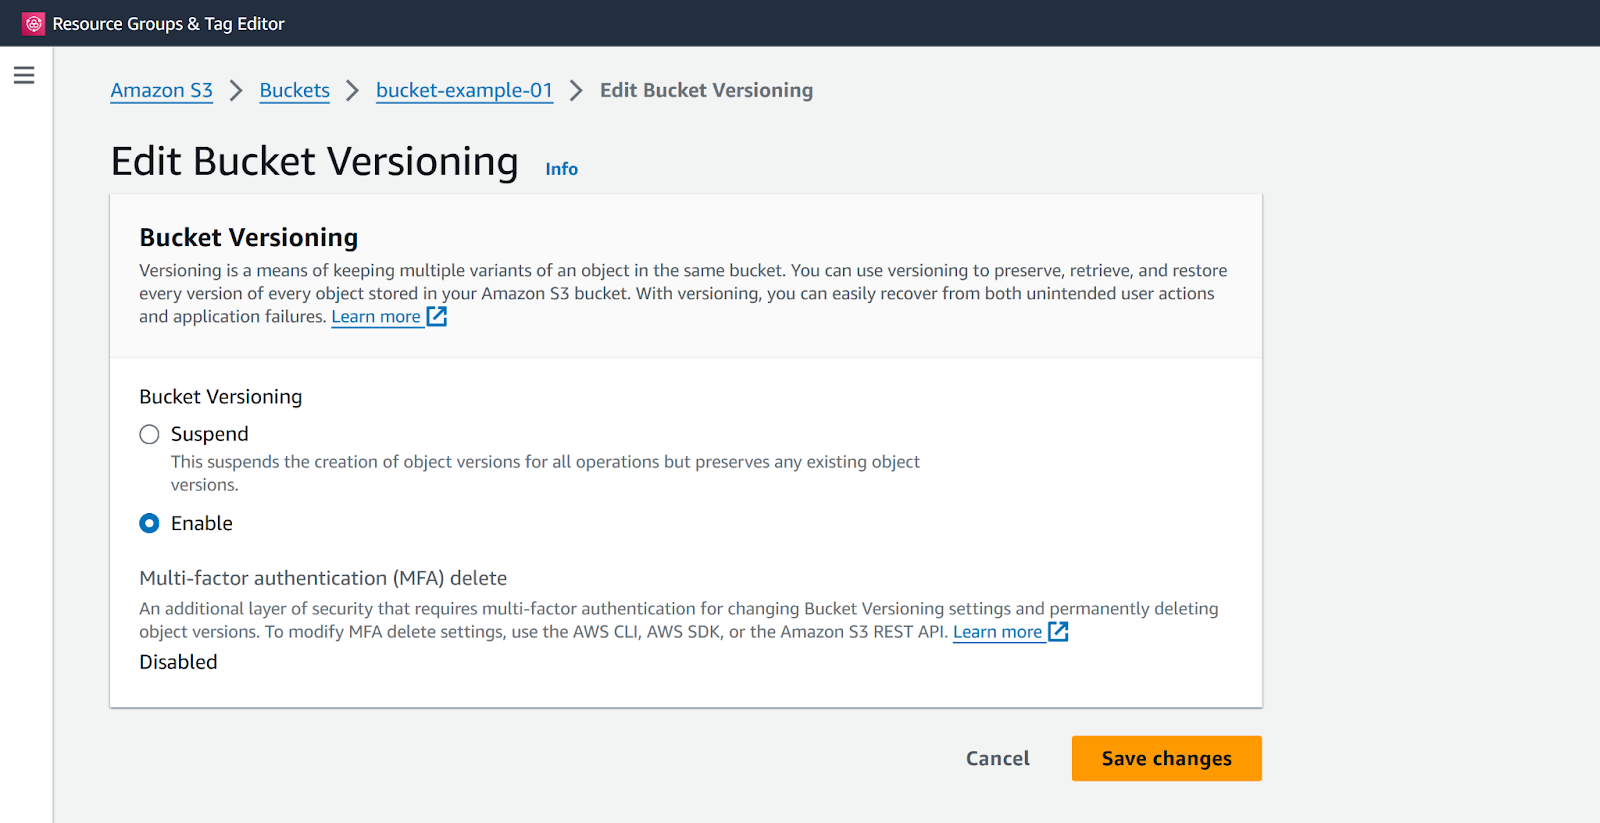 Resource Groups & Tag Editor
Amazon S3 > Buckets > bucket-example-01 > Edit Bucket Versioning
Edit Bucket Versioning Info
Bucket Versioning
Versioning is a means of keeping multiple variants of an object in the same bucket. You can use versioning to preserve, retrieve, and restore
every version of every object stored in your Amazon S3 bucket. With versioning, you can easily recover from both unintended user actions
and application failures. Learn more
Bucket Versioning
Suspend
This suspends the creation of object versions for all operations but preserves any existing object
versions.
Enable
Multi-factor authentication (MFA) delete
An additional layer of security that requires multi-factor authentication for changing Bucket Versioning settings and permanently deleting
object versions. To modify MFA delete settings, use the AWS CLI, AWS SDK, or the Amazon S3 REST API. Learn more
Disabled
Cancel Save changes